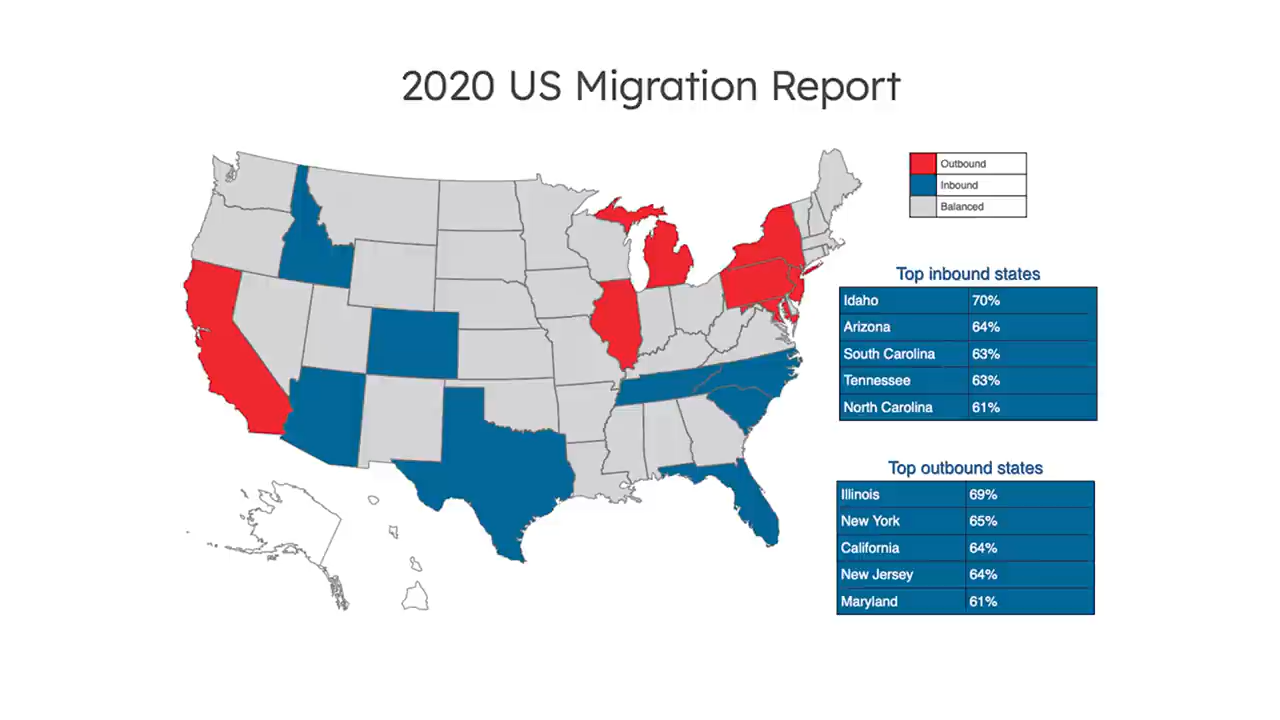 2020 US Migration Report
Outbound
Inbound
Balanced
Top inbound states
Idaho 70%
Arizona 64%
South Carolina 63%
Tennessee 63%
North Carolina 61%
Top outbound states
Illinois 69%
New York 65%
California 64%
New Jersey 64%
Maryland 61%